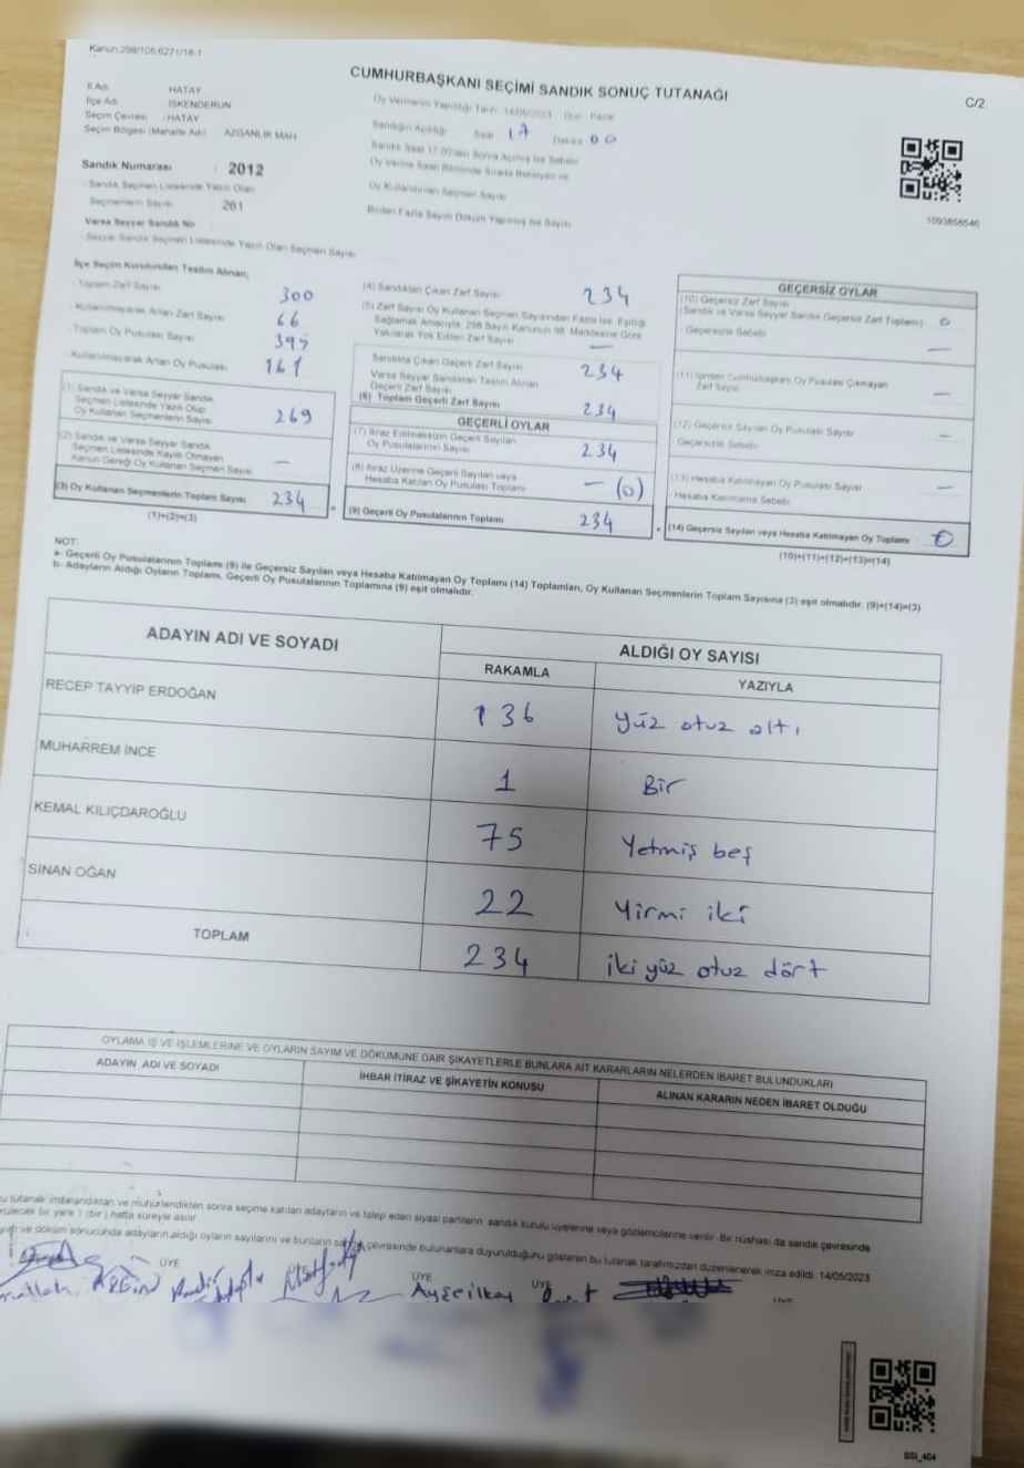 Kanun:298/105;6271/18-1
CUMHURBAŞKANI SEÇİMİ SANDIK SONUÇ TUTANAĞI
C/2
İl Adı HATAY
İlçe Adı İSKENDERUN
Seçim Çevresi HATAY
Seçim Bölgesi (Mahalle Adı) AZGANLIK MAH
Oy Vermenin Yapıldığı Tarih 14/05/2023 Gün Pazar
Sandığın Açıldığı Saat 17 Dakika 00
Sandık Numarası : 2012
Sandık Seçmen Listesinde Yazılı Olan
Seçmenlerin Sayısı 261
Oy Kullandırılan Seçmen Sayısı
Birden Fazla Sayım Döküm Yapılmış İse Sayısı
Varsa Seyyar Sandık No
Seyyar Sandık Seçmen Listesinde Yazılı Olan Seçmen Sayısı
1093858546
İlçe Seçim Kurulundan Teslim Alınan;
Toplam Zarf Sayısı 300
Kullanılmayarak Artan Zarf Sayısı 66
Toplam Oy Pusulası Sayısı 395
Kullanılmayarak Artan Oy Pusulası 161
(1) Sandık ve Varsa Seyyar Sandık
Seçmen Listesinde Yazılı Olup
Oy Kullanan Seçmenlerin Sayısı 269
(2) Sandık ve Varsa Seyyar Sandık
Seçmen Listesinde Kayıtlı Olmayan
Kanun Gereği Oy Kullanan Seçmen Sayısı —
(3) Oy Kullanan Seçmenlerin Toplam Sayısı 234
(1)+(2)=(3)
(4) Sandıktan Çıkan Zarf Sayısı 234
(5) Zarf Sayısı Oy Kullanan Seçmen Sayısından Fazla İse, Eşitliği
Sağlamak Amacıyla, 298 Sayılı Kanunun 98. Maddesine Göre
Yakılarak Yok Edilen Zarf Sayısı —
Sandıkta Çıkan Geçerli Zarf Sayısı 234
Varsa Seyyar Sandıktan Teslim Alınan
Geçerli Zarf Sayısı
(6) Toplam Geçerli Zarf Sayısı 234
GEÇERLİ OYLAR
(7) İtiraz Edilmeksizin Geçerli Sayılan
Oy Pusulalarının Sayısı 234
(8) İtiraz Üzerine Geçerli Sayılan veya
Hesaba Katılan Oy Pusulası Toplamı — (0)
(9) Geçerli Oy Pusulalarının Toplamı 234
GEÇERSİZ OYLAR
(10) Geçersiz Zarf Sayısı
(Sandık ve Varsa Seyyar Sandık Geçersiz Zarf Toplamı) 0
Geçersizlik Sebebi: —
(11) İçinden Cumhurbaşkanı Oy Pusulası Çıkmayan
Zarf Sayısı —
(12) Geçersiz Sayılan Oy Pusulası Sayısı —
Geçersizlik Sebebi:
(13) Hesaba Katılmayan Oy Pusulası Sayısı —
Hesaba Katılmama Sebebi:
(14) Geçersiz Sayılan veya Hesaba Katılmayan Oy Toplamı 0
(10)+(11)+(12)+(13)=(14)
NOT:
a- Geçerli Oy Pusulalarının Toplamı (9) ile Geçersiz Sayılan veya Hesaba Katılmayan Oy Toplamı (14) Toplamları, Oy Kullanan Seçmenlerin Toplam Sayısına (3) eşit olmalıdır. (9)+(14)=(3)
b- Adayların Aldığı Oyların Toplamı, Geçerli Oy Pusulalarının Toplamına (9) eşit olmalıdır.
ADAYIN ADI VE SOYADI
ALDIĞI OY SAYISI
RAKAMLA YAZIYLA
RECEP TAYYİP ERDOĞAN 136 Yüz otuz altı
MUHARREM İNCE 1 Bir
KEMAL KILIÇDAROĞLU 75 Yetmiş beş
SİNAN OĞAN 22 Yirmi iki
TOPLAM 234 iki yüz otuz dört
OYLAMA İŞ VE İŞLEMLERİNE VE OYLARIN SAYIM VE DÖKÜMÜNE DAİR ŞİKAYETLERLE BUNLARA AİT KARARLARIN NELERDEN İBARET BULUNDUKLARI
ADAYIN ADI VE SOYADI İHBAR İTİRAZ VE ŞİKAYETİN KONUSU ALINAN KARARIN NEDEN İBARET OLDUĞU
tutanak imzalandıktan ve mühürlendikten sonra seçime katılan adayların ve talep eden siyasi partilerin sandık kurulu üyelerine veya gözlemcilerine verilir. Bir nüshası da sandık çevresinde
bir yere 1 (bir) hafta süreyle asılır
ve döküm sonucunda adayların aldığı oyların sayılarını ve bunların sandık çevresinde bulunanlara duyurulduğunu gösteren bu tutanak tarafımızdan düzenlenerek imza edildi. 14/05/2023
ÜYE ÜYE ÜYE
SSI_404